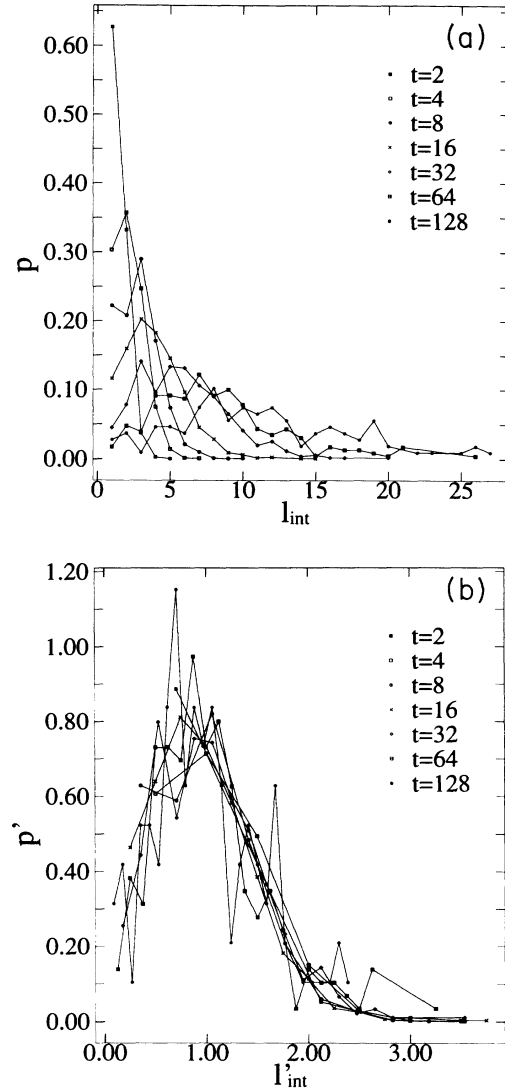 (a)
0.60
0.50
0.40
0.30
0.20
0.10
0.00
p
t=2
t=4
t=8
t=16
t=32
t=64
t=128
0 5 10 15 20 25
l_int
(b)
1.20
1.00
0.80
0.60
0.40
0.20
0.00
p'
t=2
t=4
t=8
t=16
t=32
t=64
t=128
0.00 1.00 2.00 3.00
l'_int